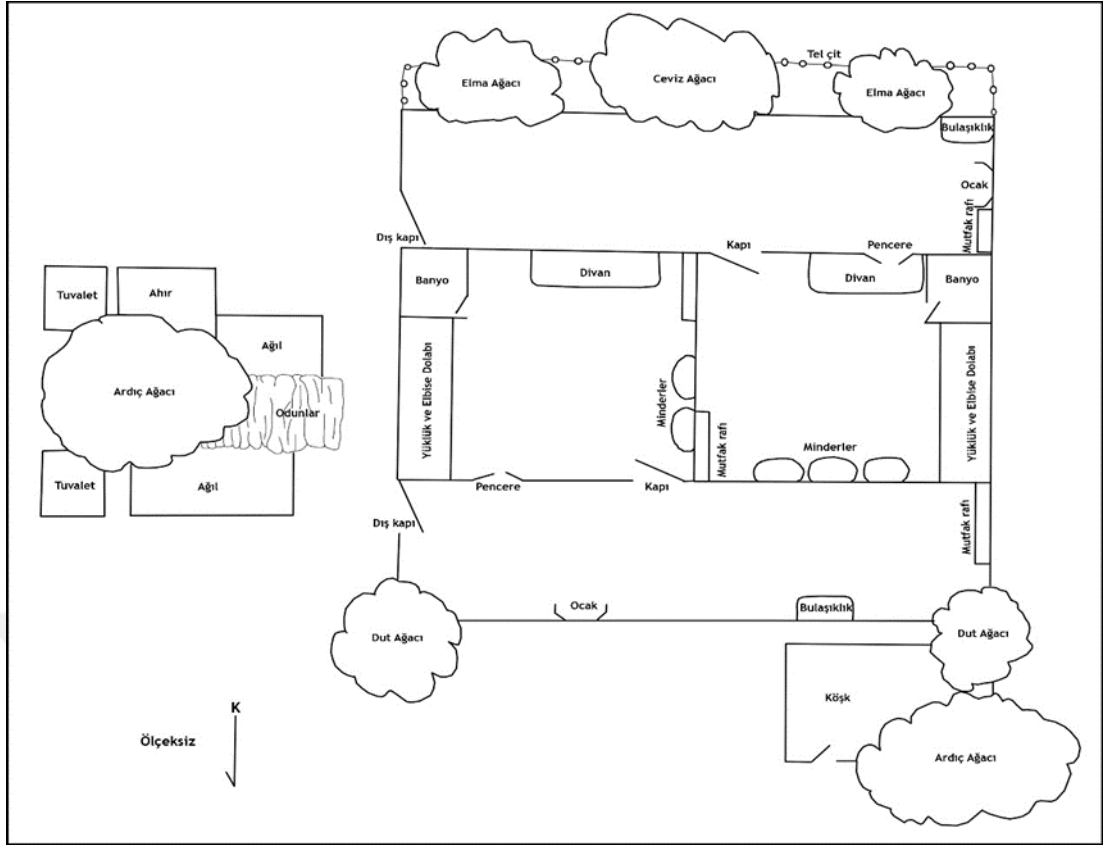 Tel çit
Elma Ağacı
Ceviz Ağacı
Elma Ağacı
Bulaşıklık
Ocak
Mutfak rafı
Dış kapı
Kapı
Pencere
Banyo
Divan
Divan
Banyo
Tuvalet
Ahır
Ağıl
Ardıç Ağacı
Odunlar
Yüklük ve Elbise Dolabı
Minderler
Mutfak rafı
Minderler
Yüklük ve Elbise Dolabı
Tuvalet
Ağıl
Pencere
Kapı
Dış kapı
Mutfak rafı
Ocak
Bulaşıklık
Dut Ağacı
Dut Ağacı
Köşk
K
Ölçeksiz
Ardıç Ağacı